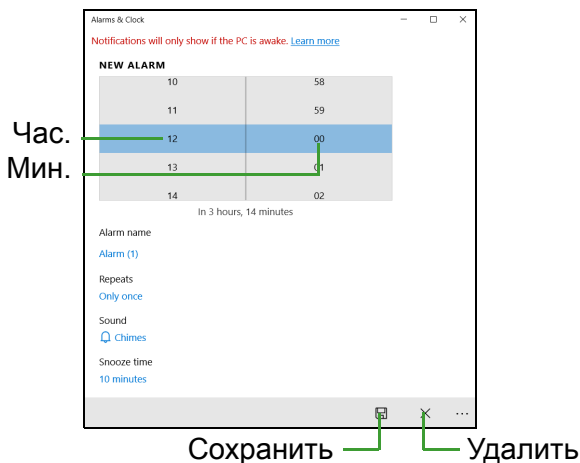 Alarms & Clock
Notifications will only show if the PC is awake. Learn more
NEW ALARM
10 58
11 59
Час. 12 00
Мин. 13 01
14 02
In 3 hours, 14 minutes
Alarm name
Alarm (1)
Repeats
Only once
Sound
Chimes
Snooze time
10 minutes
...
Сохранить Удалить